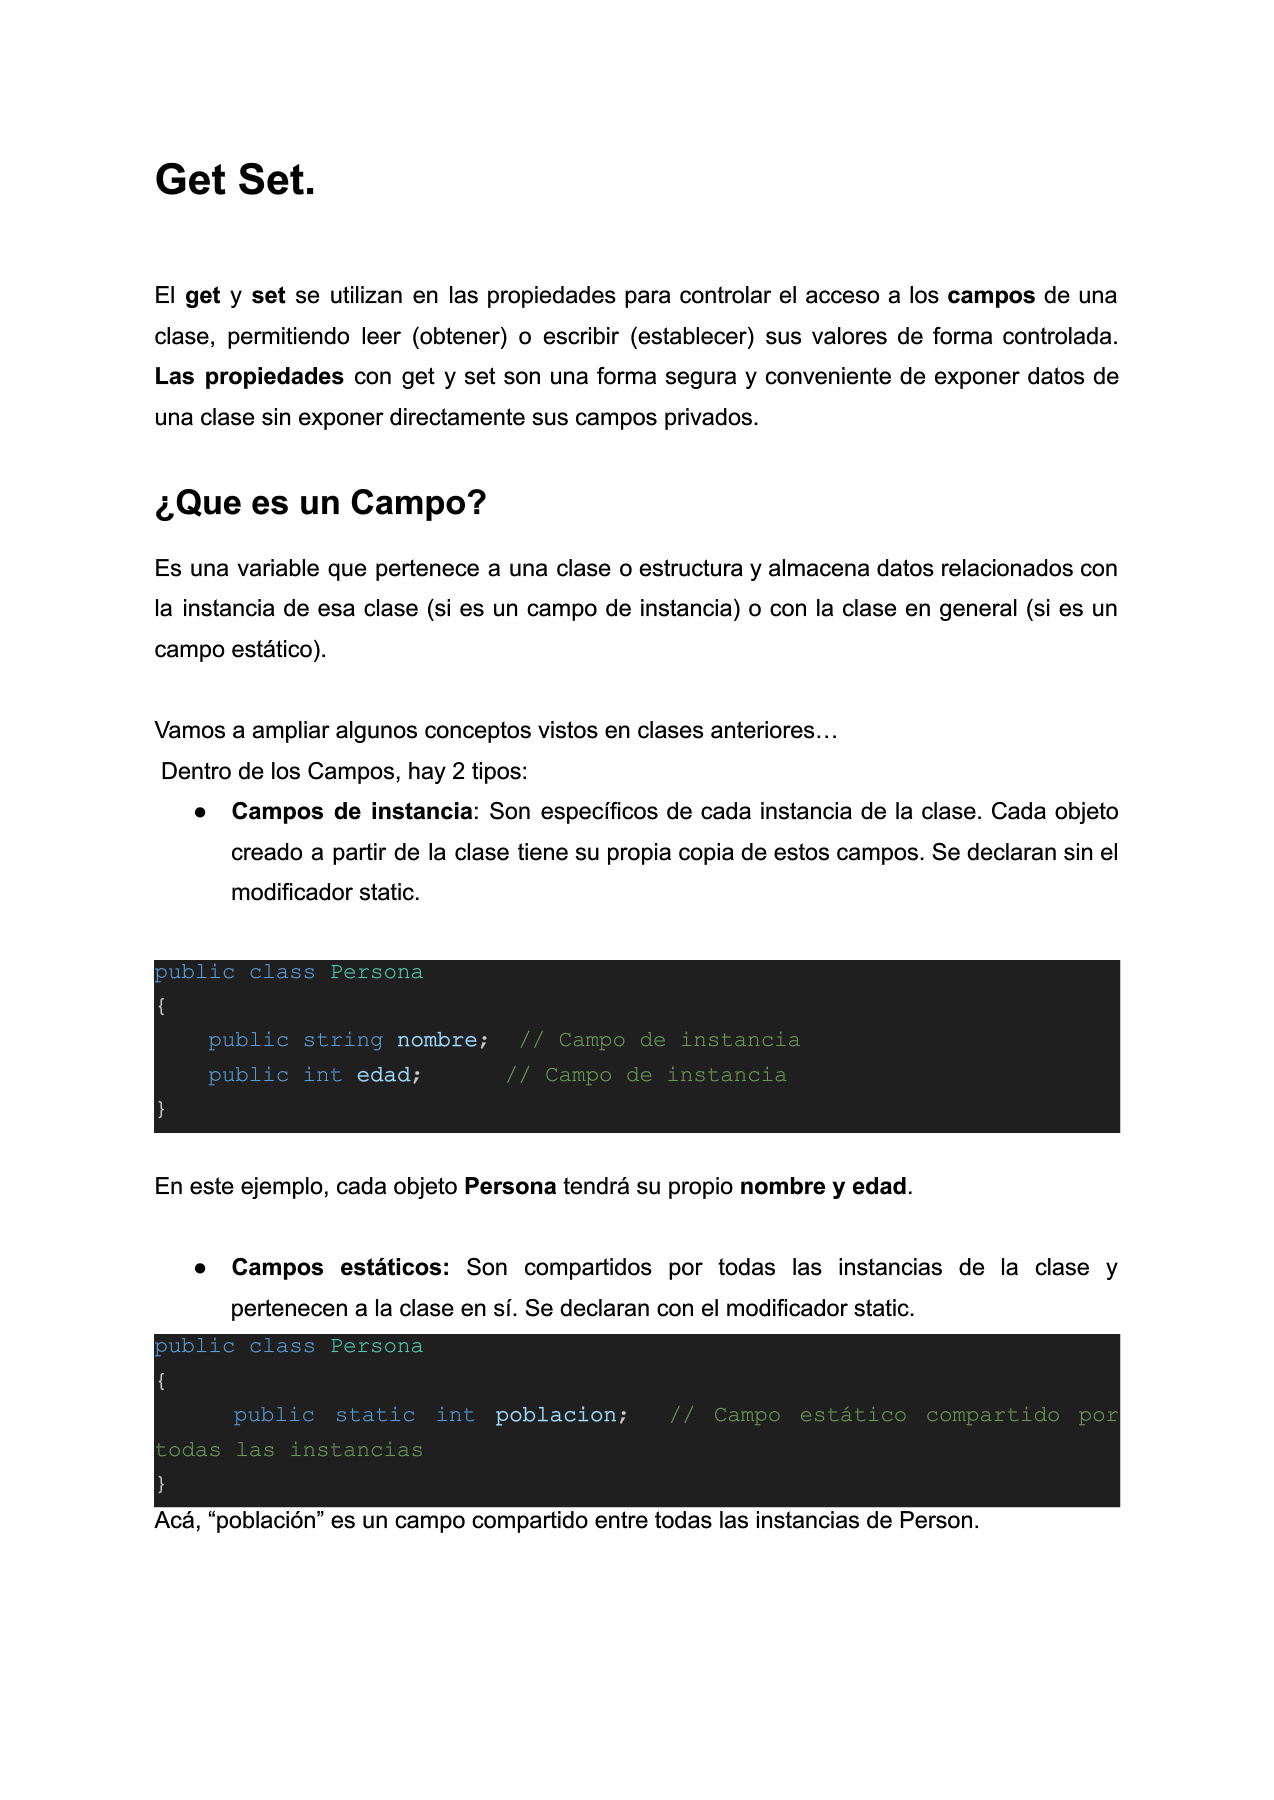 Get Set.
El get y set se utilizan en las propiedades para controlar el acceso a los campos de una
clase, permitiendo leer (obtener) o escribir (establecer) sus valores de forma controlada.
Las propiedades con get y set son una forma segura y conveniente de exponer datos de
una clase sin exponer directamente sus campos privados.
¿Que es un Campo?
Es una variable que pertenece a una clase o estructura y almacena datos relacionados con
la instancia de esa clase (si es un campo de instancia) o con la clase en general (si es un
campo estático).
Vamos a ampliar algunos conceptos vistos en clases anteriores…
Dentro de los Campos, hay 2 tipos:
● Campos de instancia: Son específicos de cada instancia de la clase. Cada objeto
creado a partir de la clase tiene su propia copia de estos campos. Se declaran sin el
modificador static.
public class Persona
{
    public string nombre;  // Campo de instancia
    public int edad;      // Campo de instancia
}
En este ejemplo, cada objeto Persona tendrá su propio nombre y edad.
● Campos estáticos: Son compartidos por todas las instancias de la clase y
pertenecen a la clase en sí. Se declaran con el modificador static.
public class Persona
{
    public static int poblacion;  // Campo estático compartido por
todas las instancias
}
Acá, “población” es un campo compartido entre todas las instancias de Person.